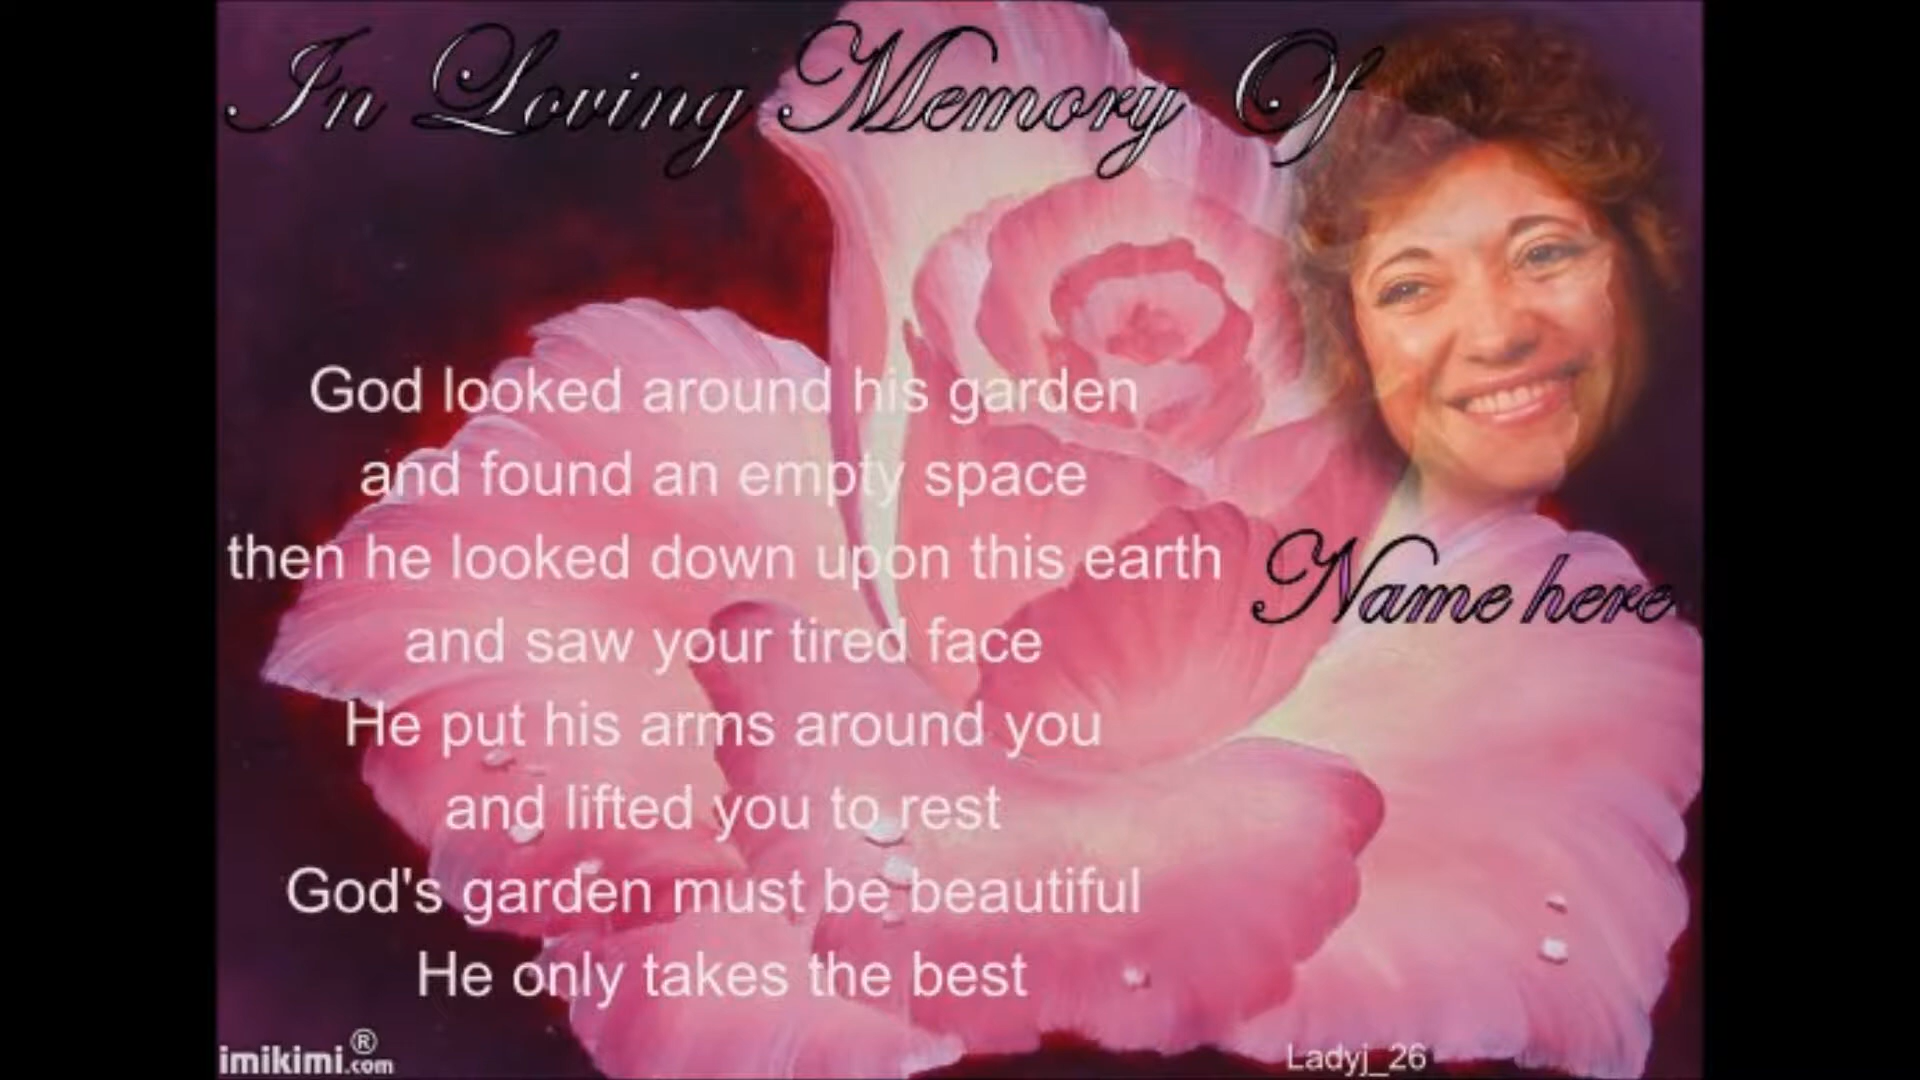 In Loving Memory Of
God looked around his garden
and found an empty space
then he looked down upon this earth
and saw your tired face
He put his arms around you
and lifted you to rest
God's garden must be beautiful
He only takes the best
Name here
imikimi.com®
Ladyj_26